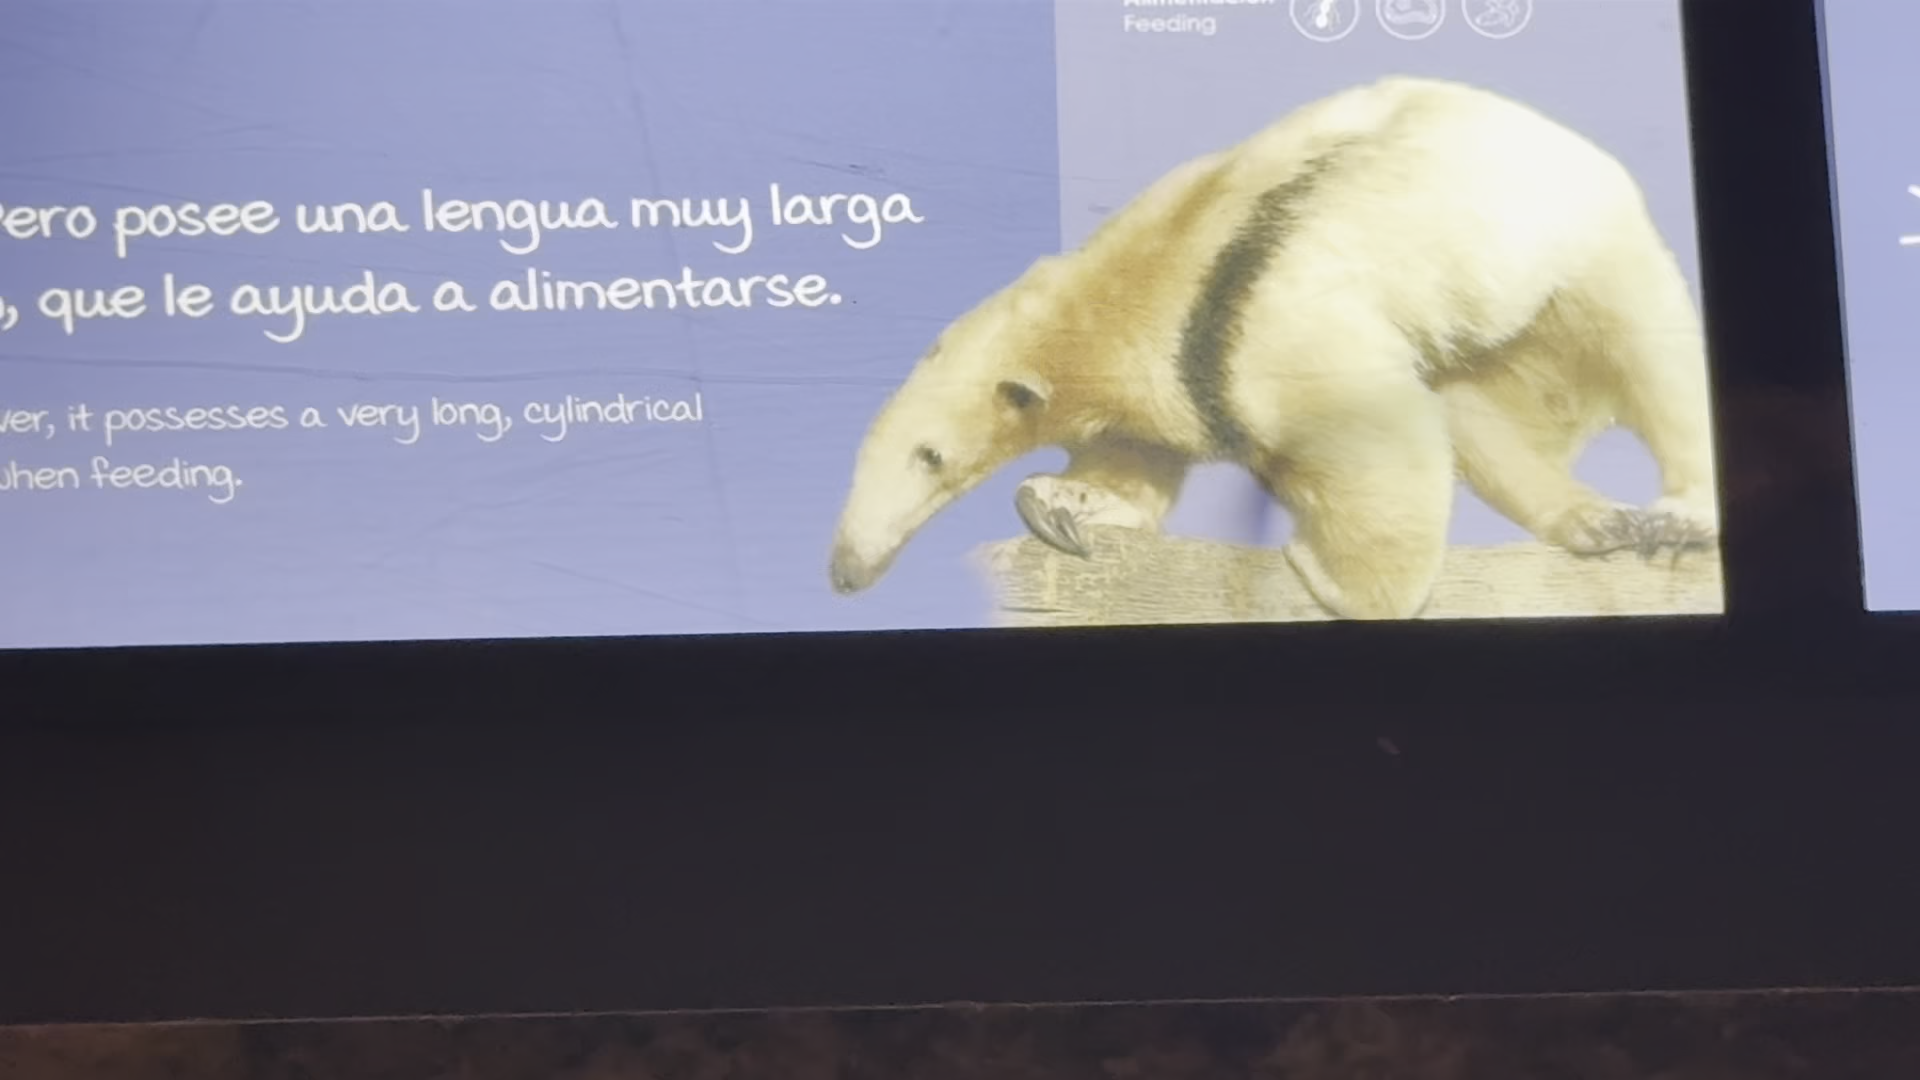 Alimentación
Feeding
Pero posee una lengua muy larga
, que le ayuda a alimentarse.
ver, it possesses a very long, cylindrical
when feeding.